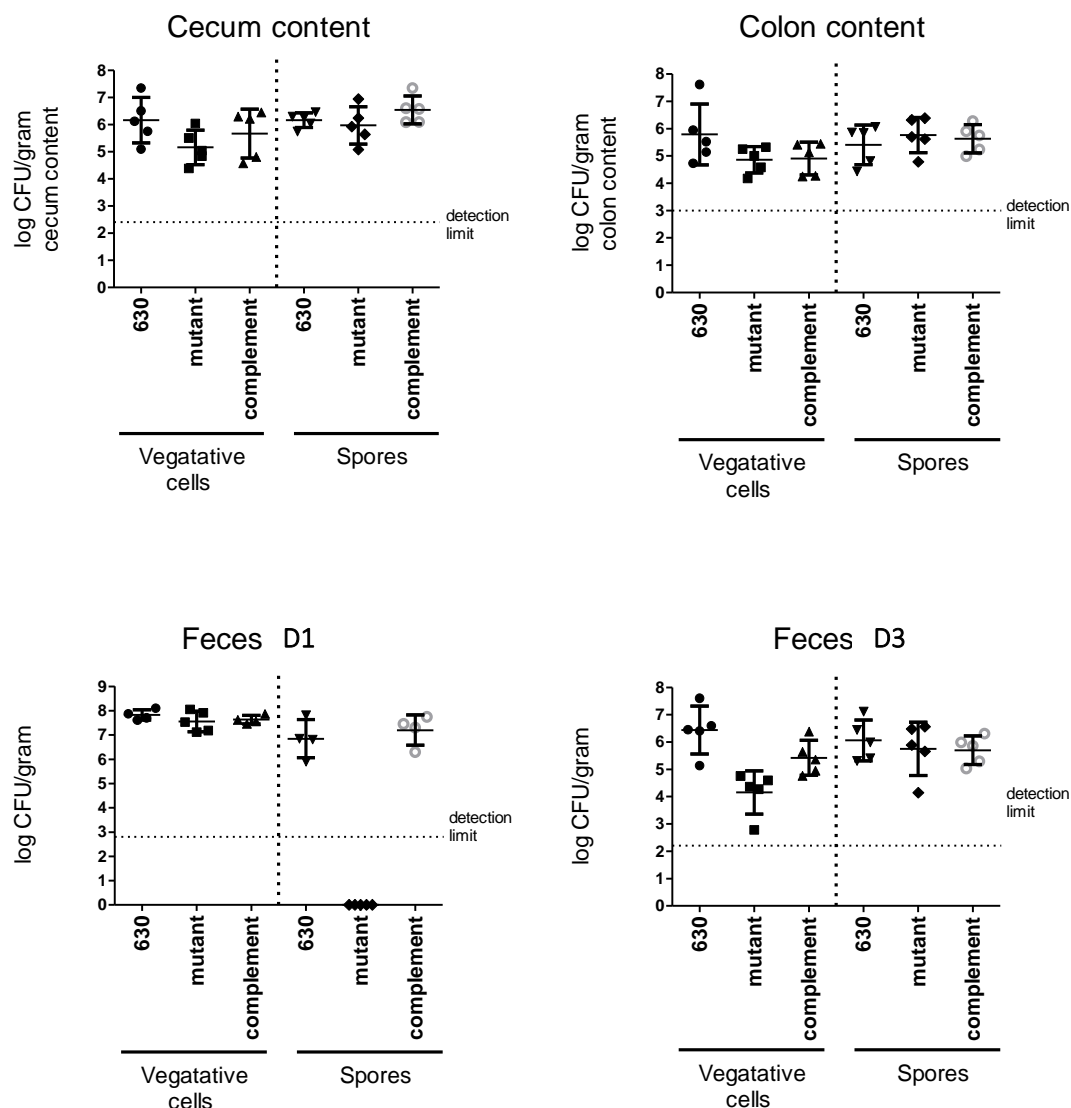 Cecum content
log CFU/gram
cecum content
8
7
6
5
4
3
2
1
0
detection
limit
630
mutant
complement
630
mutant
complement
Vegatative
cells
Spores
Colon content
log CFU/gram
colon content
8
7
6
5
4
3
2
1
0
detection
limit
630
mutant
complement
630
mutant
complement
Vegatative
cells
Spores
Feces D1
log CFU/gram
9
8
7
6
5
4
3
2
1
0
detection
limit
630
mutant
complement
630
mutant
complement
Vegatative
cells
Spores
Feces D3
log CFU/gram
8
7
6
5
4
3
2
1
0
detection
limit
630
mutant
complement
630
mutant
complement
Vegatative
cells
Spores